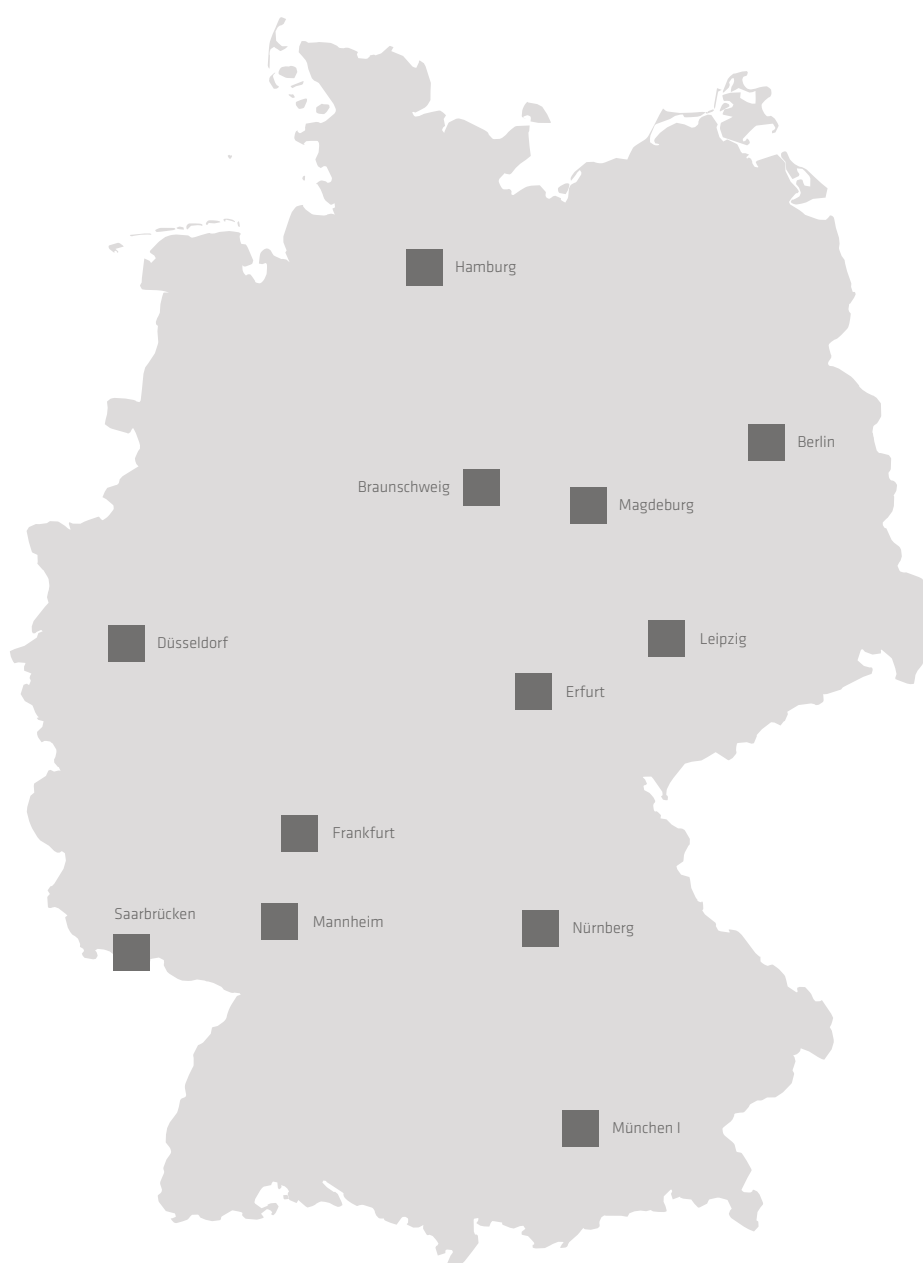 Hamburg
Berlin
Braunschweig
Magdeburg
Düsseldorf
Leipzig
Erfurt
Frankfurt
Saarbrücken
Mannheim
Nürnberg
München I